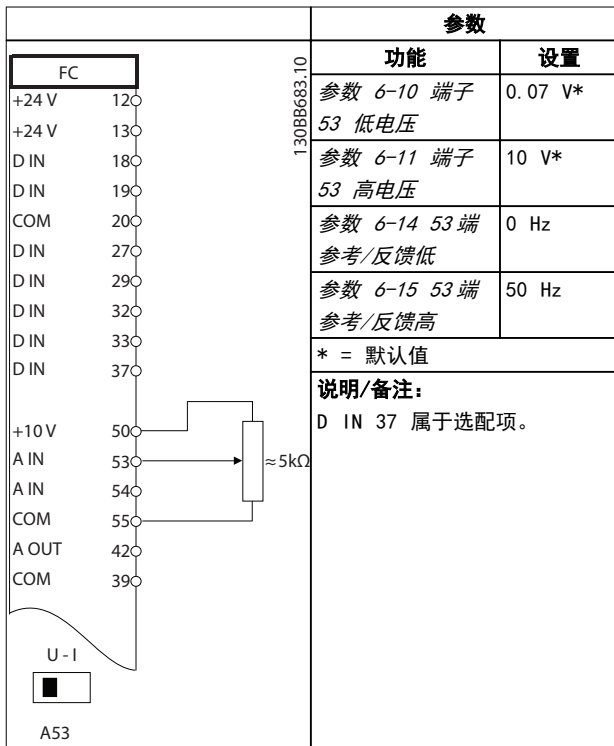 参数
功能 设置
FC
130BB683.10
+24 V 12
+24 V 13
D IN 18
D IN 19
COM 20
D IN 27
D IN 29
D IN 32
D IN 33
D IN 37
+10 V 50
A IN 53
A IN 54
COM 55
A OUT 42
COM 39
≈5kΩ
U - I
A53
参数 6-10 端子 0.07 V*
53 低电压
参数 6-11 端子 10 V*
53 高电压
参数 6-14 53端 0 Hz
参考/反馈低
参数 6-15 53端 50 Hz
参考/反馈高
* = 默认值
说明/备注:
D IN 37 属于选配项。